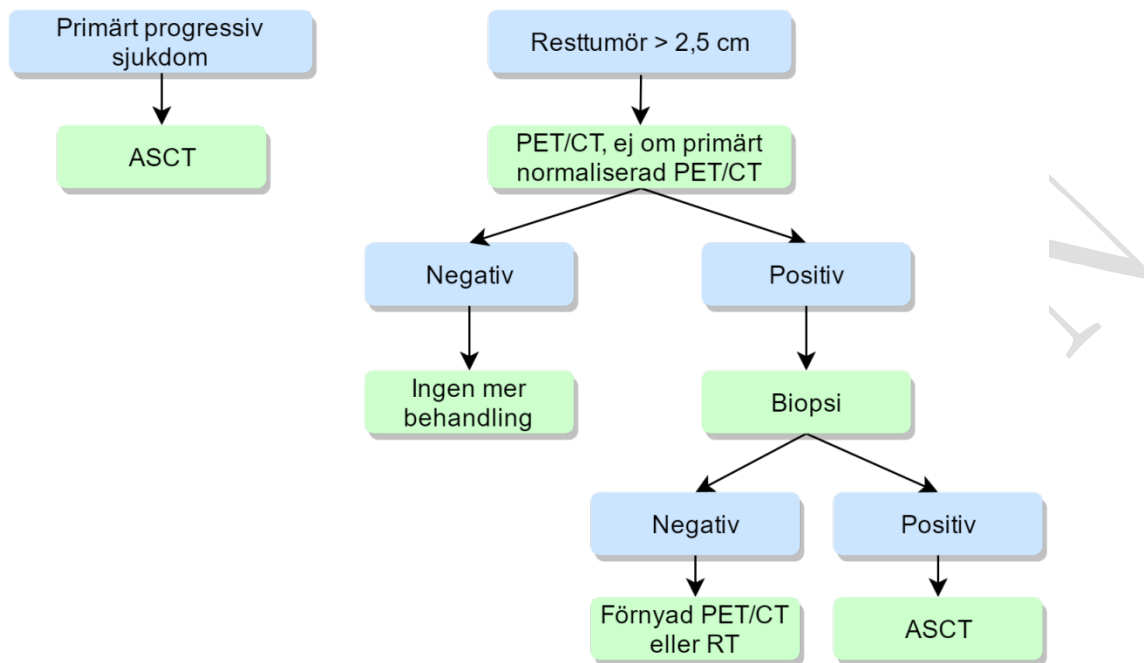 Primärt progressiv
sjukdom
Resttumör > 2,5 cm
ASCT
PET/CT, ej om primärt
normaliserad PET/CT
Negativ
Positiv
Ingen mer
behandling
Biopsi
Negativ
Positiv
Förnyad PET/CT
eller RT
ASCT